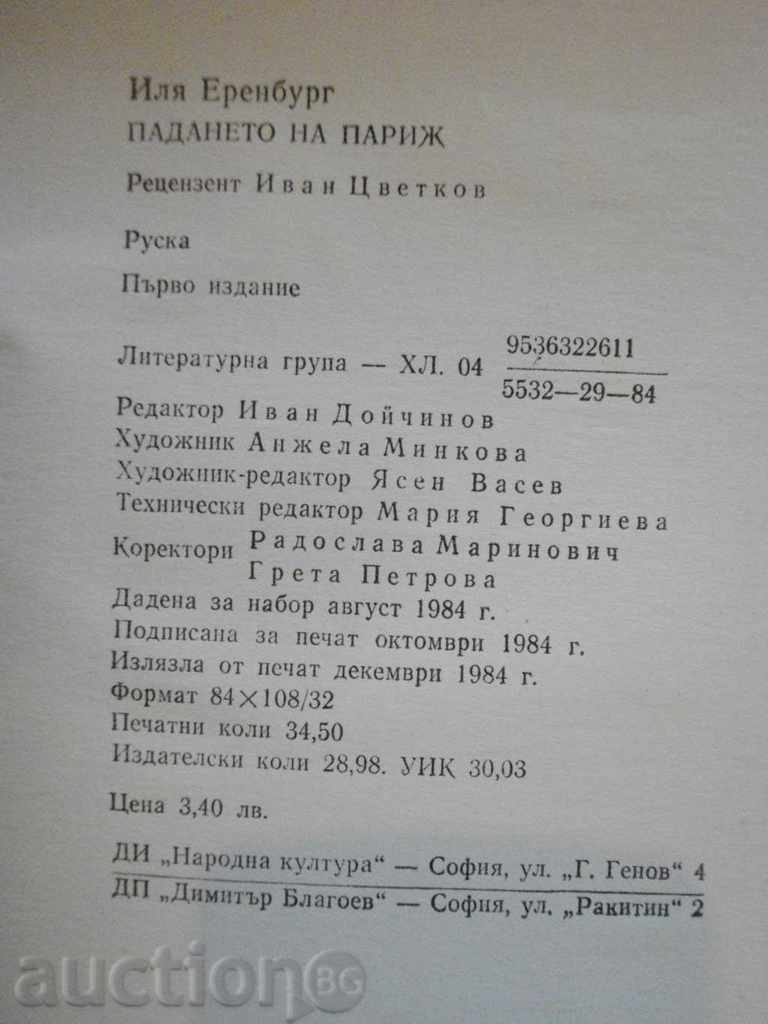 Иля Еренбург
ПАДАНЕТО НА ПАРИЖ
Рецензент Иван Цветков
Руска
Първо издание
Литературна група — ХЛ. 04 9536322611
5532—29—84
Редактор Иван Дойчинов
Художник Анжела Минкова
Художник-редактор Ясен Васев
Технически редактор Мария Георгиева
Коректори Радослава Маринович
Грета Петрова
Дадена за набор август 1984 г.
Подписана за печат октомври 1984 г.
Излязла от печат декември 1984 г.
Формат 84×108/32
Печатни коли 34,50
Издателски коли 28,98. УИК 30,03
Цена 3,40 лв.
ДИ „Народна култура“ — София, ул. „Г. Генов“ 4
ДП „Димитър Благоев“ — София, ул. „Ракитин“ 2
auction BG